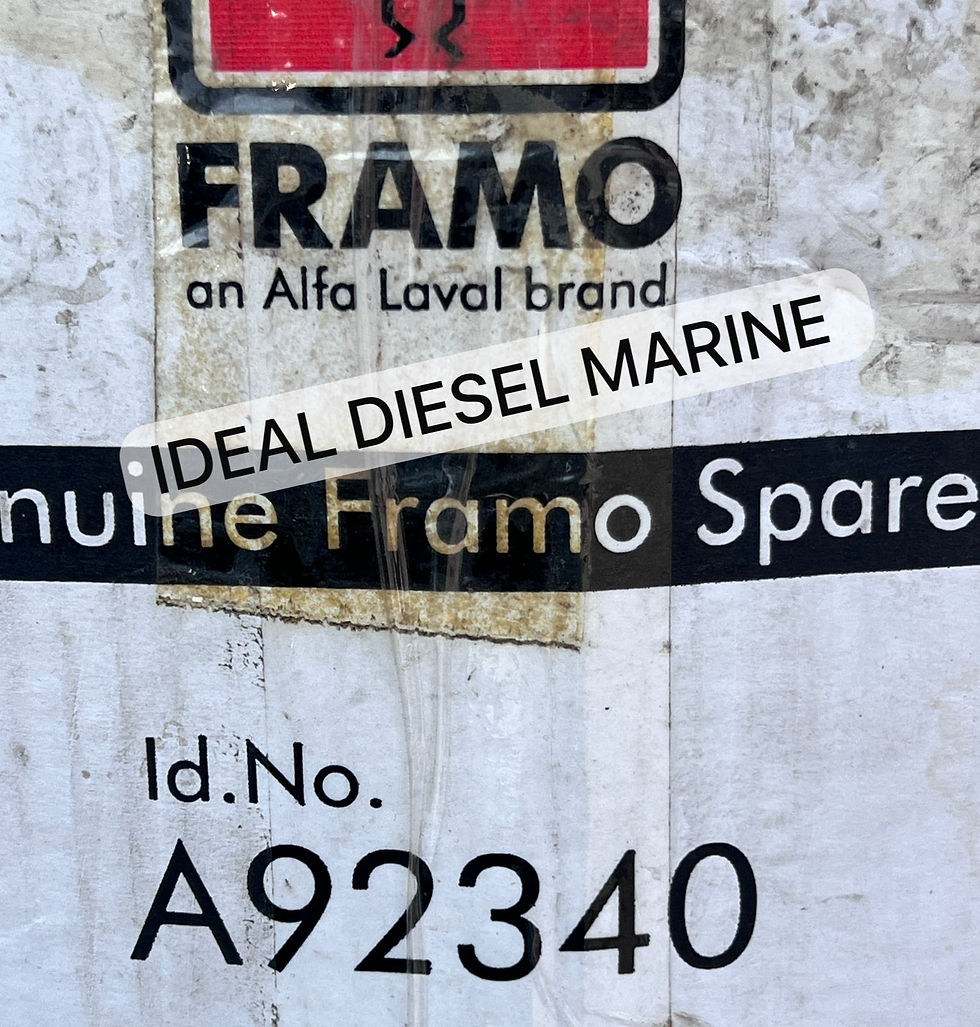 FRAMO
an Alfa Laval brand
IDEAL DIESEL MARINE
nuine Framo Spare
Id.No.
A92340